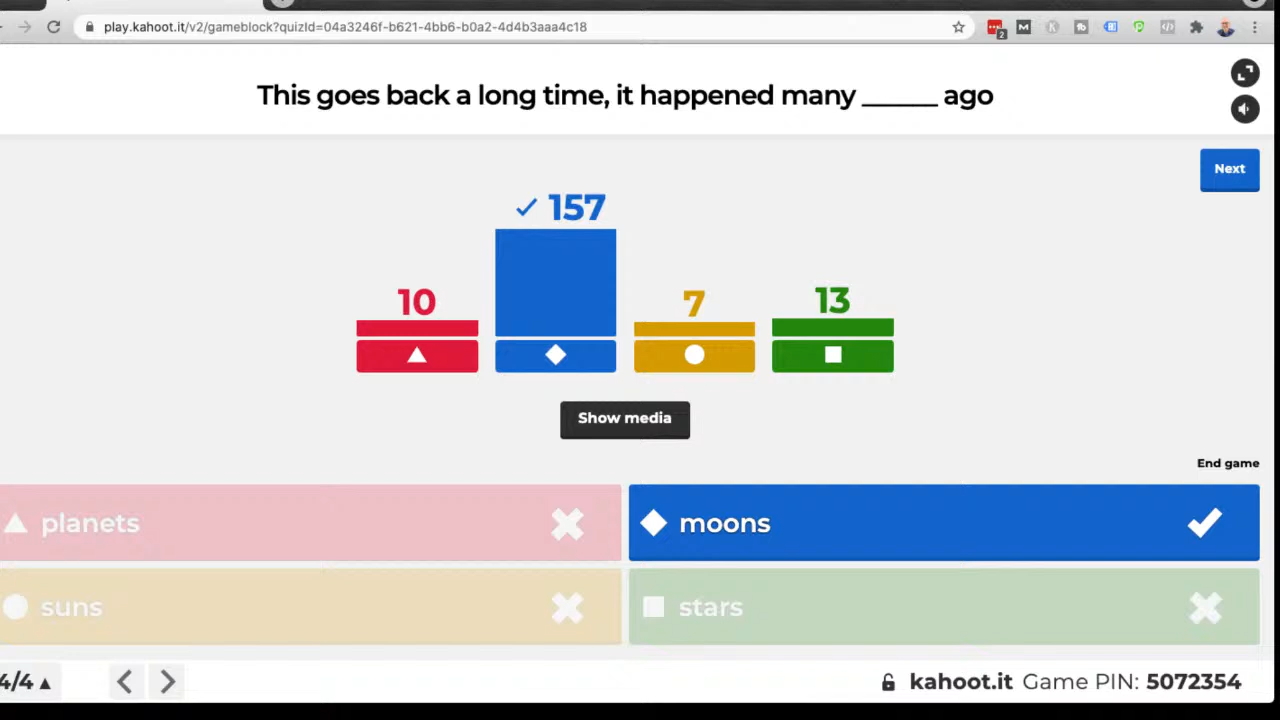 play.kahoot.it/v2/gameblock?quizId=04a3246f-b621-4bb6-b0a2-4d4b3aaa4c18
2
This goes back a long time, it happened many ______ ago
Next
157
10
7
13
Show media
End game
planets
moons
suns
stars
4/4
kahoot.it Game PIN: 5072354